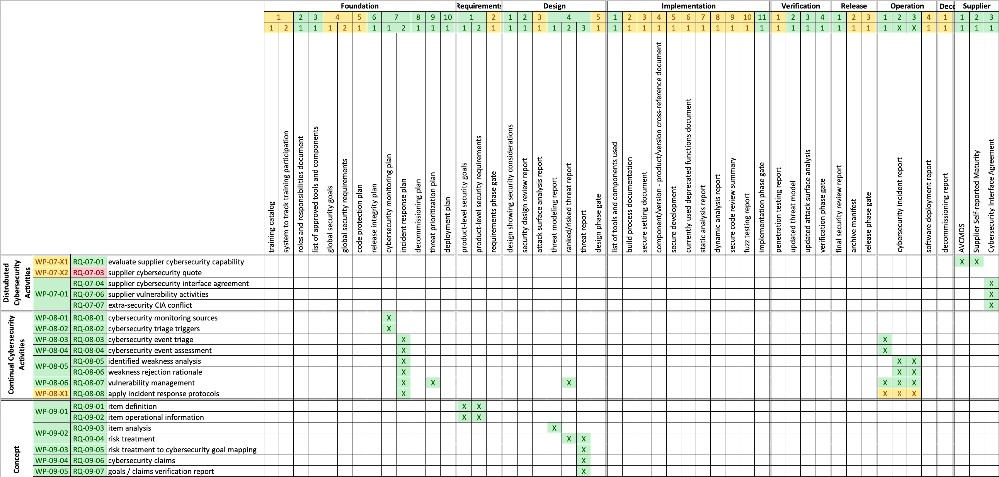 Foundation Requirements Design Implementation Verification Release Operation Deco Supplier
1 2 3 4 5 6 7 8 9 10 1 2 1 2 3 4 5 1 2 3 4 5 6 7 8 9 10 11 1 2 3 4 1 2 3 1 2 3 4 1 1 2 3
1 2 1 1 1 2 1 1 1 2 1 1 1 1 2 1 1 1 1 1 2 3 1 1 1 1 1 1 1 1 1 1 1 1 1 1 1 1 1 1 1 1 X X 1 1 1 1 1
training catalog
system to track training participation
roles and responsibilities document
list of approved tools and components
global security goals
global security requirements
code protection plan
release integrity plan
cybersecurity monitoring plan
incident response plan
decommissioning plan
threat prioritization plan
deployment plan
product-level security goals
product-level security requirements
requirements phase gate
design showing security considerations
security design review report
attack surface analysis report
threat modeling report
ranked/risked threat report
threat report
design phase gate
list of tools and components used
build process documentation
secure setting document
component/version - product/version cross-reference document
secure development
currently used deprecated functions document
static analysis report
dynamic analysis report
secure code review summary
fuzz testing report
implementation phase gate
penetration testing report
updated threat model
updated attack surface analysis
verification phase gate
final security review report
archive manifest
release phase gate
cybersecurity incident report
software deployment report
decommissioning report
AVCMDS
Supplier Self-reported Maturity
Cybersecurity Interface Agreement
Distrubuted
Cybersecurity
Activities
WP-07-X1 RQ-07-01 evaluate supplier cybersecurity capability X X
WP-07-X2 RQ-07-03 supplier cybersecurity quote
WP-07-01 RQ-07-04 supplier cybersecurity interface agreement X
RQ-07-06 supplier vulnerability activities X
RQ-07-07 extra-security CIA conflict X
Continual Cybersecurity
Activities
WP-08-01 RQ-08-01 cybersecurity monitoring sources X
WP-08-02 RQ-08-02 cybersecurity triage triggers X
WP-08-03 RQ-08-03 cybersecurity event triage X X
WP-08-04 RQ-08-04 cybersecurity event assessment X X
WP-08-05 RQ-08-05 identified weakness analysis X X X
RQ-08-06 weakness rejection rationale X X X
WP-08-06 RQ-08-07 vulnerability management X X X X X X
WP-08-X1 RQ-08-08 apply incident response protocols X X X X
Concept
WP-09-01 RQ-09-01 item definition X X
RQ-09-02 item operational information X X
WP-09-02 RQ-09-03 item analysis X
RQ-09-04 risk treatment X X
WP-09-03 RQ-09-05 risk treatment to cybersecurity goal mapping X
WP-09-04 RQ-09-06 cybersecurity claims X
WP-09-05 RQ-09-07 goals / claims verification report X